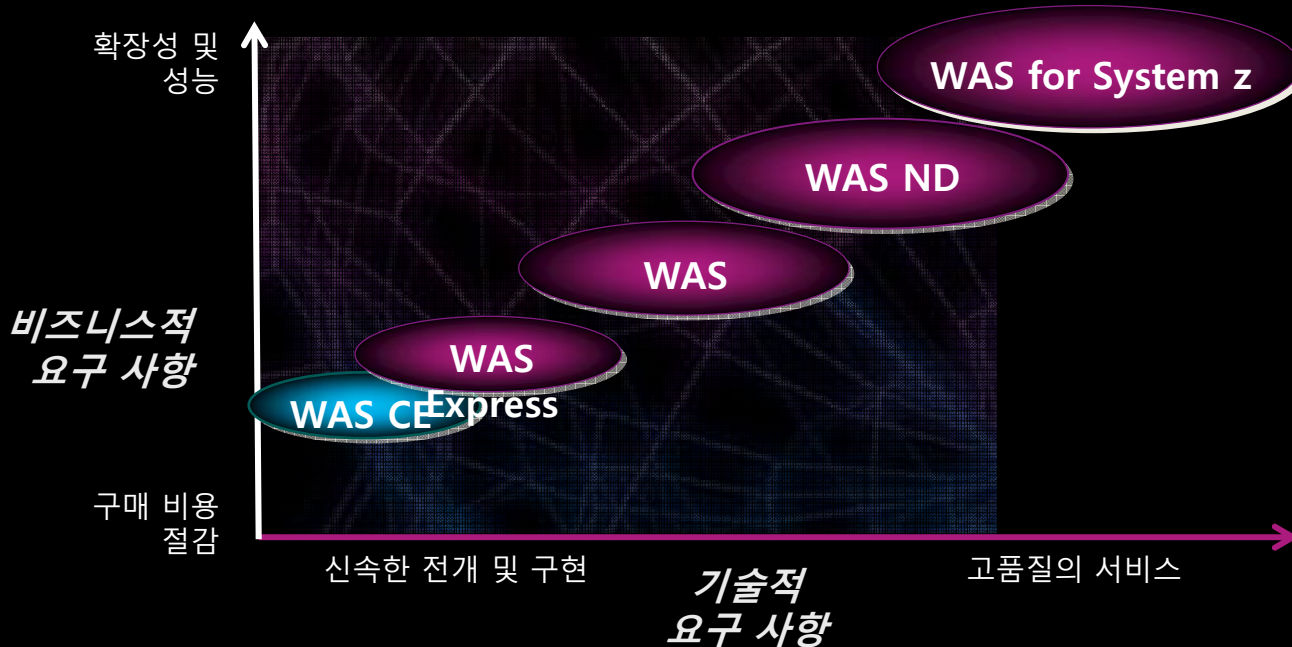 확장성 및
성능
WAS for System z
WAS ND
WAS
비즈니스적
요구 사항
WAS
Express
WAS CE
구매 비용
절감
신속한 전개 및 구현
고품질의 서비스
기술적
요구 사항